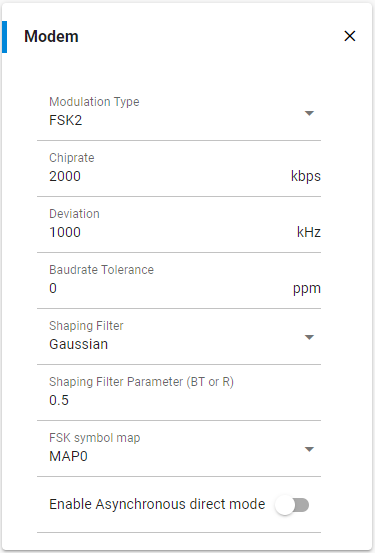 Modem
Modulation Type
FSK2
Chiprate
2000 kbps
Deviation
1000 kHz
Baudrate Tolerance
0 ppm
Shaping Filter
Gaussian
Shaping Filter Parameter (BT or R)
0.5
FSK symbol map
MAP0
Enable Asynchronous direct mode